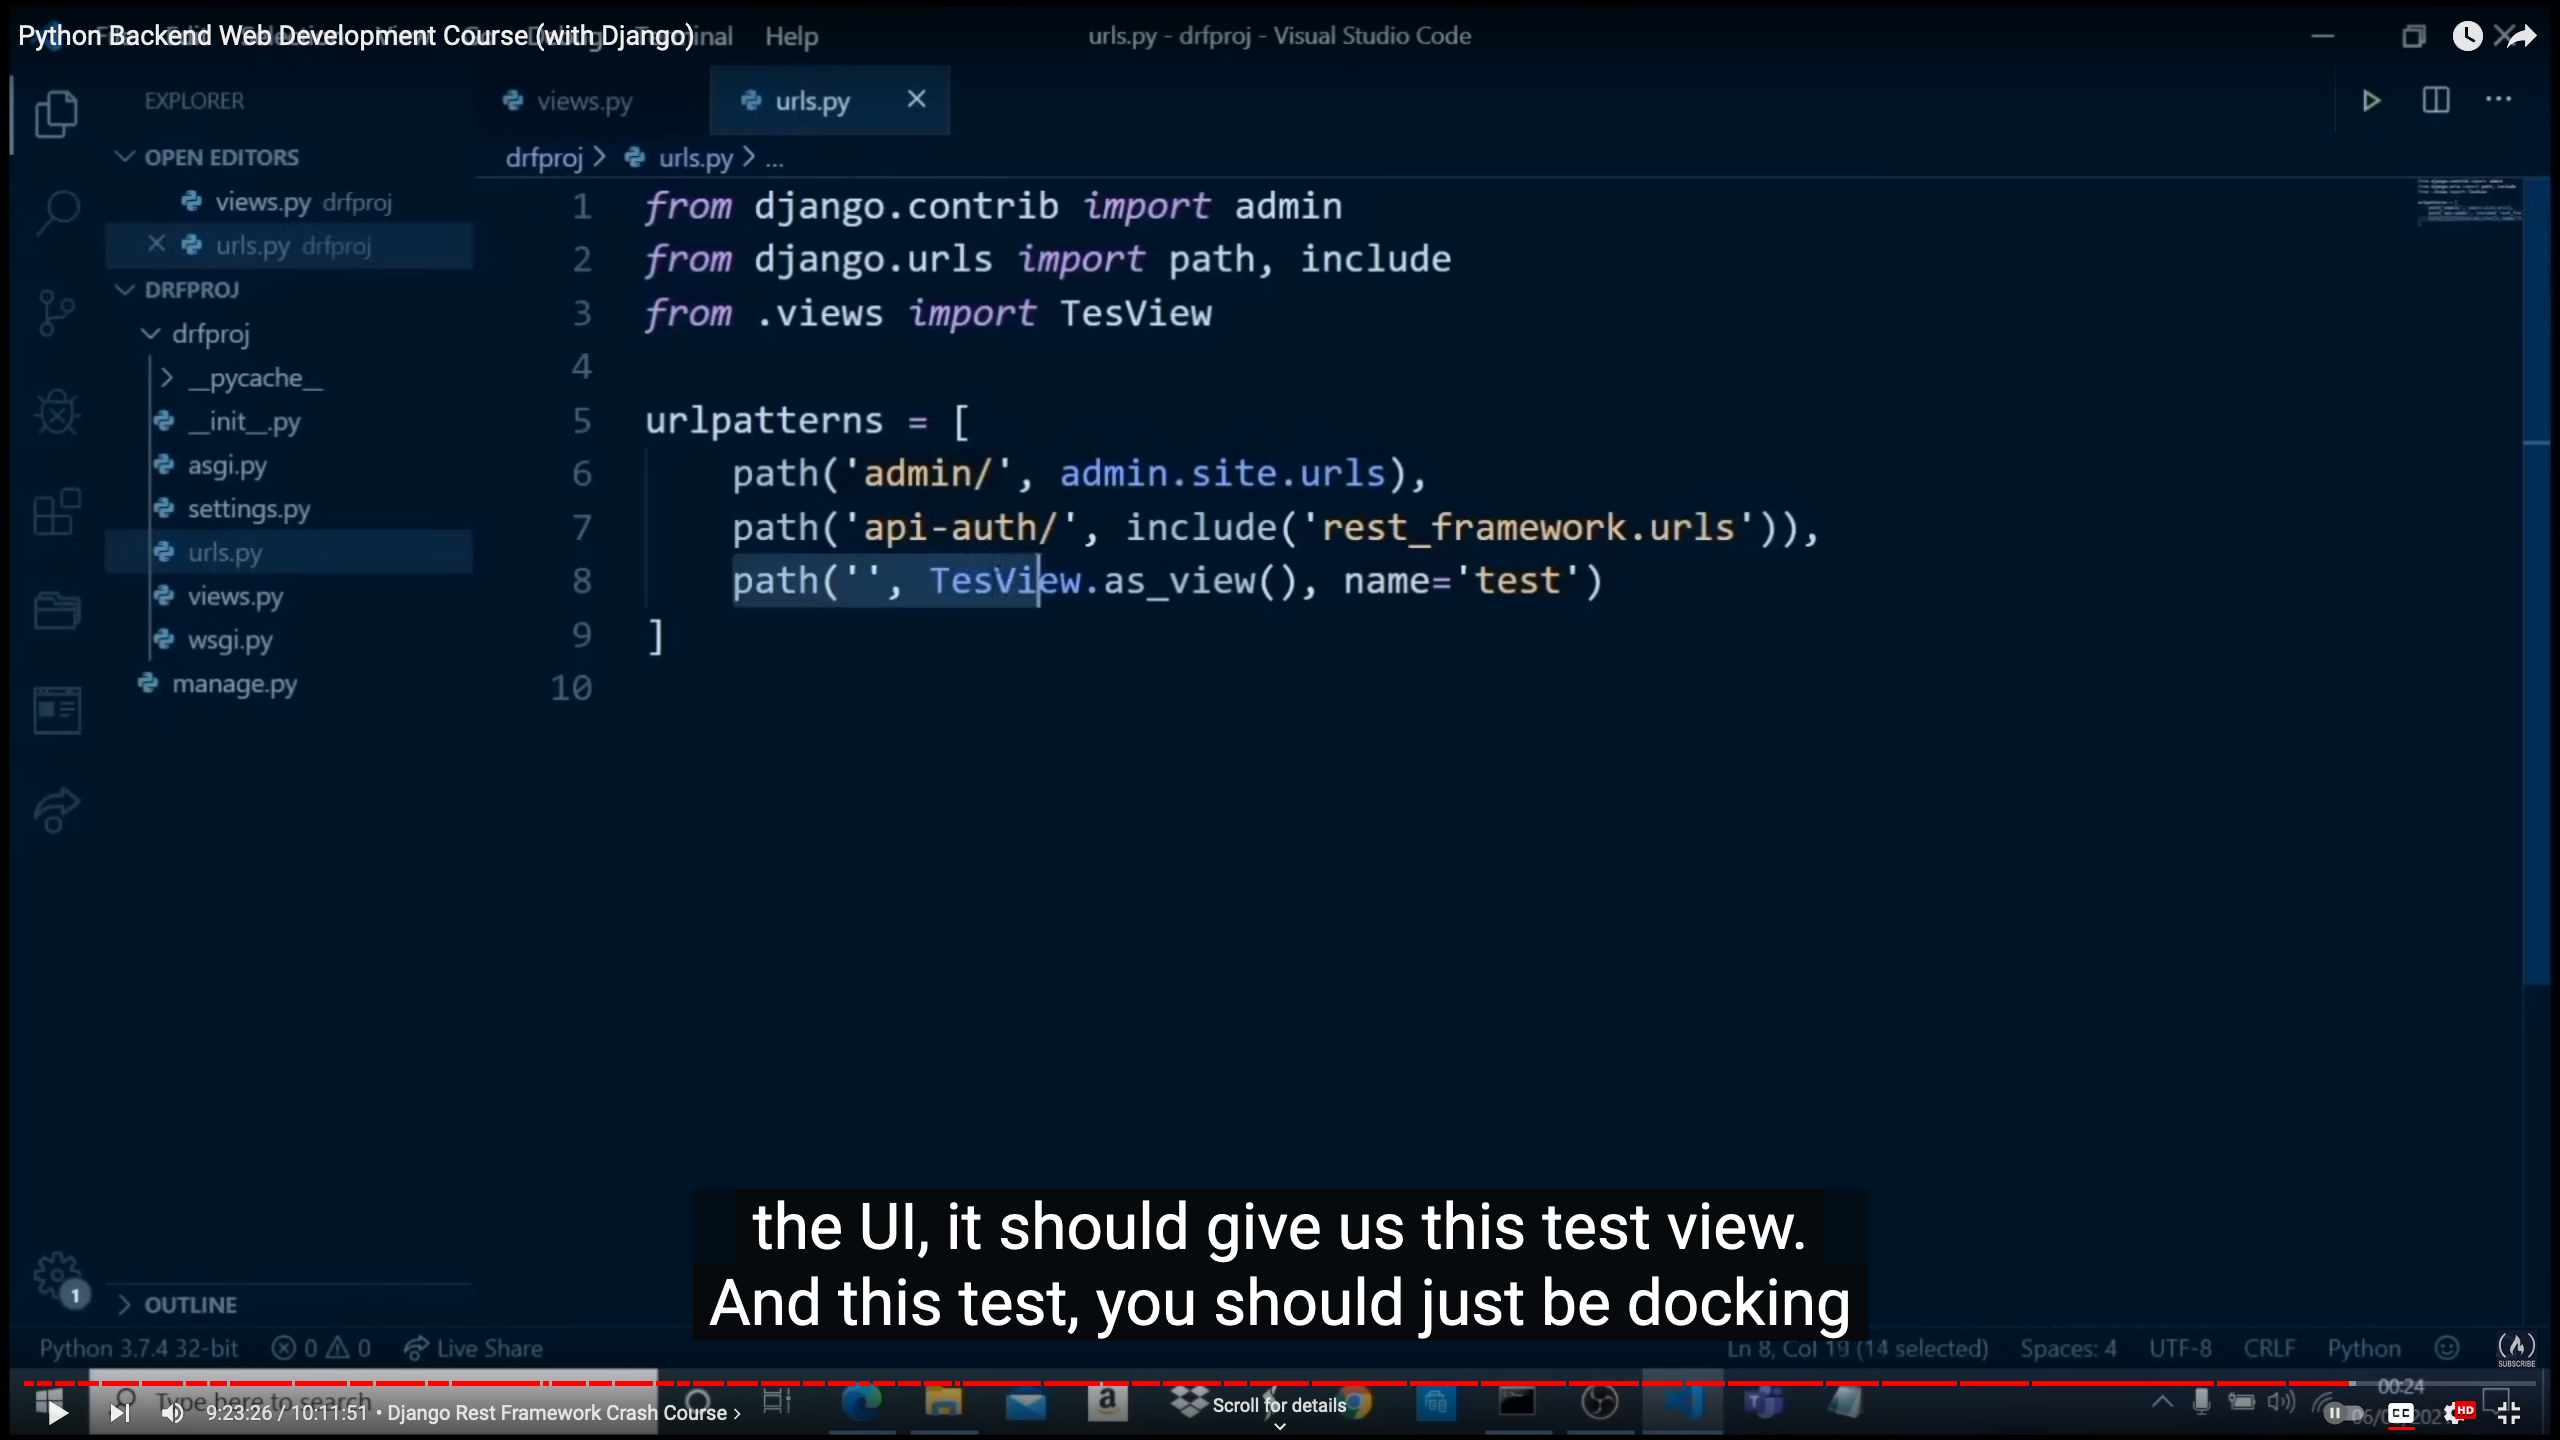 Python Backend Web Development Course (with Django)
Help
urls.py - drfproj - Visual Studio Code
EXPLORER
views.py
urls.py
OPEN EDITORS
drfproj > urls.py > ...
views.py drfproj
urls.py drfproj
DRFPROJ
drfproj
__pycache__
__init__.py
asgi.py
settings.py
urls.py
views.py
wsgi.py
manage.py
1 from django.contrib import admin
2 from django.urls import path, include
3 from .views import TesView
4
5 urlpatterns = [
6 path('admin/', admin.site.urls),
7 path('api-auth/', include('rest_framework.urls')),
8 path('', TesView.as_view(), name='test')
9 ]
10
the UI, it should give us this test view.
And this test, you should just be docking
1
OUTLINE
Python 3.7.4 32-bit 0 0 Live Share
Ln 8, Col 19 (14 selected) Spaces: 4 UTF-8 CRLF Python
SUBSCRIBE
Type here to search
00:24
9:23:26 / 10:11:51 • Django Rest Framework Crash Course >
Scroll for details
CC
HD